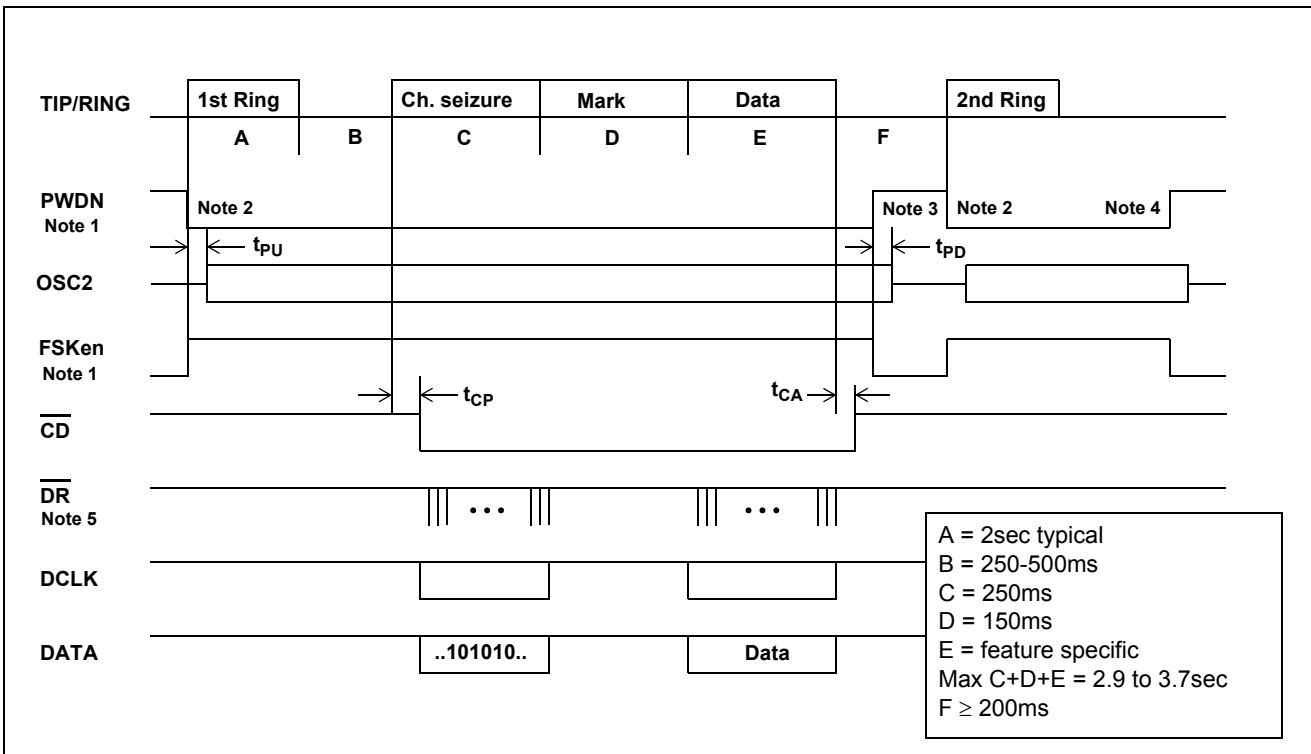 TIP/RING 1st Ring Ch. seizure Mark Data 2nd Ring
A B C D E F
PWDN Note 2 Note 3 Note 2 Note 4
Note 1
tPU tPD
OSC2
FSKen
Note 1
tCP tCA
CD
DR • • • • • •
Note 5
DCLK
DATA ..101010.. Data
A = 2sec typical
B = 250-500ms
C = 250ms
D = 150ms
E = feature specific
Max C+D+E = 2.9 to 3.7sec
F ≥ 200ms